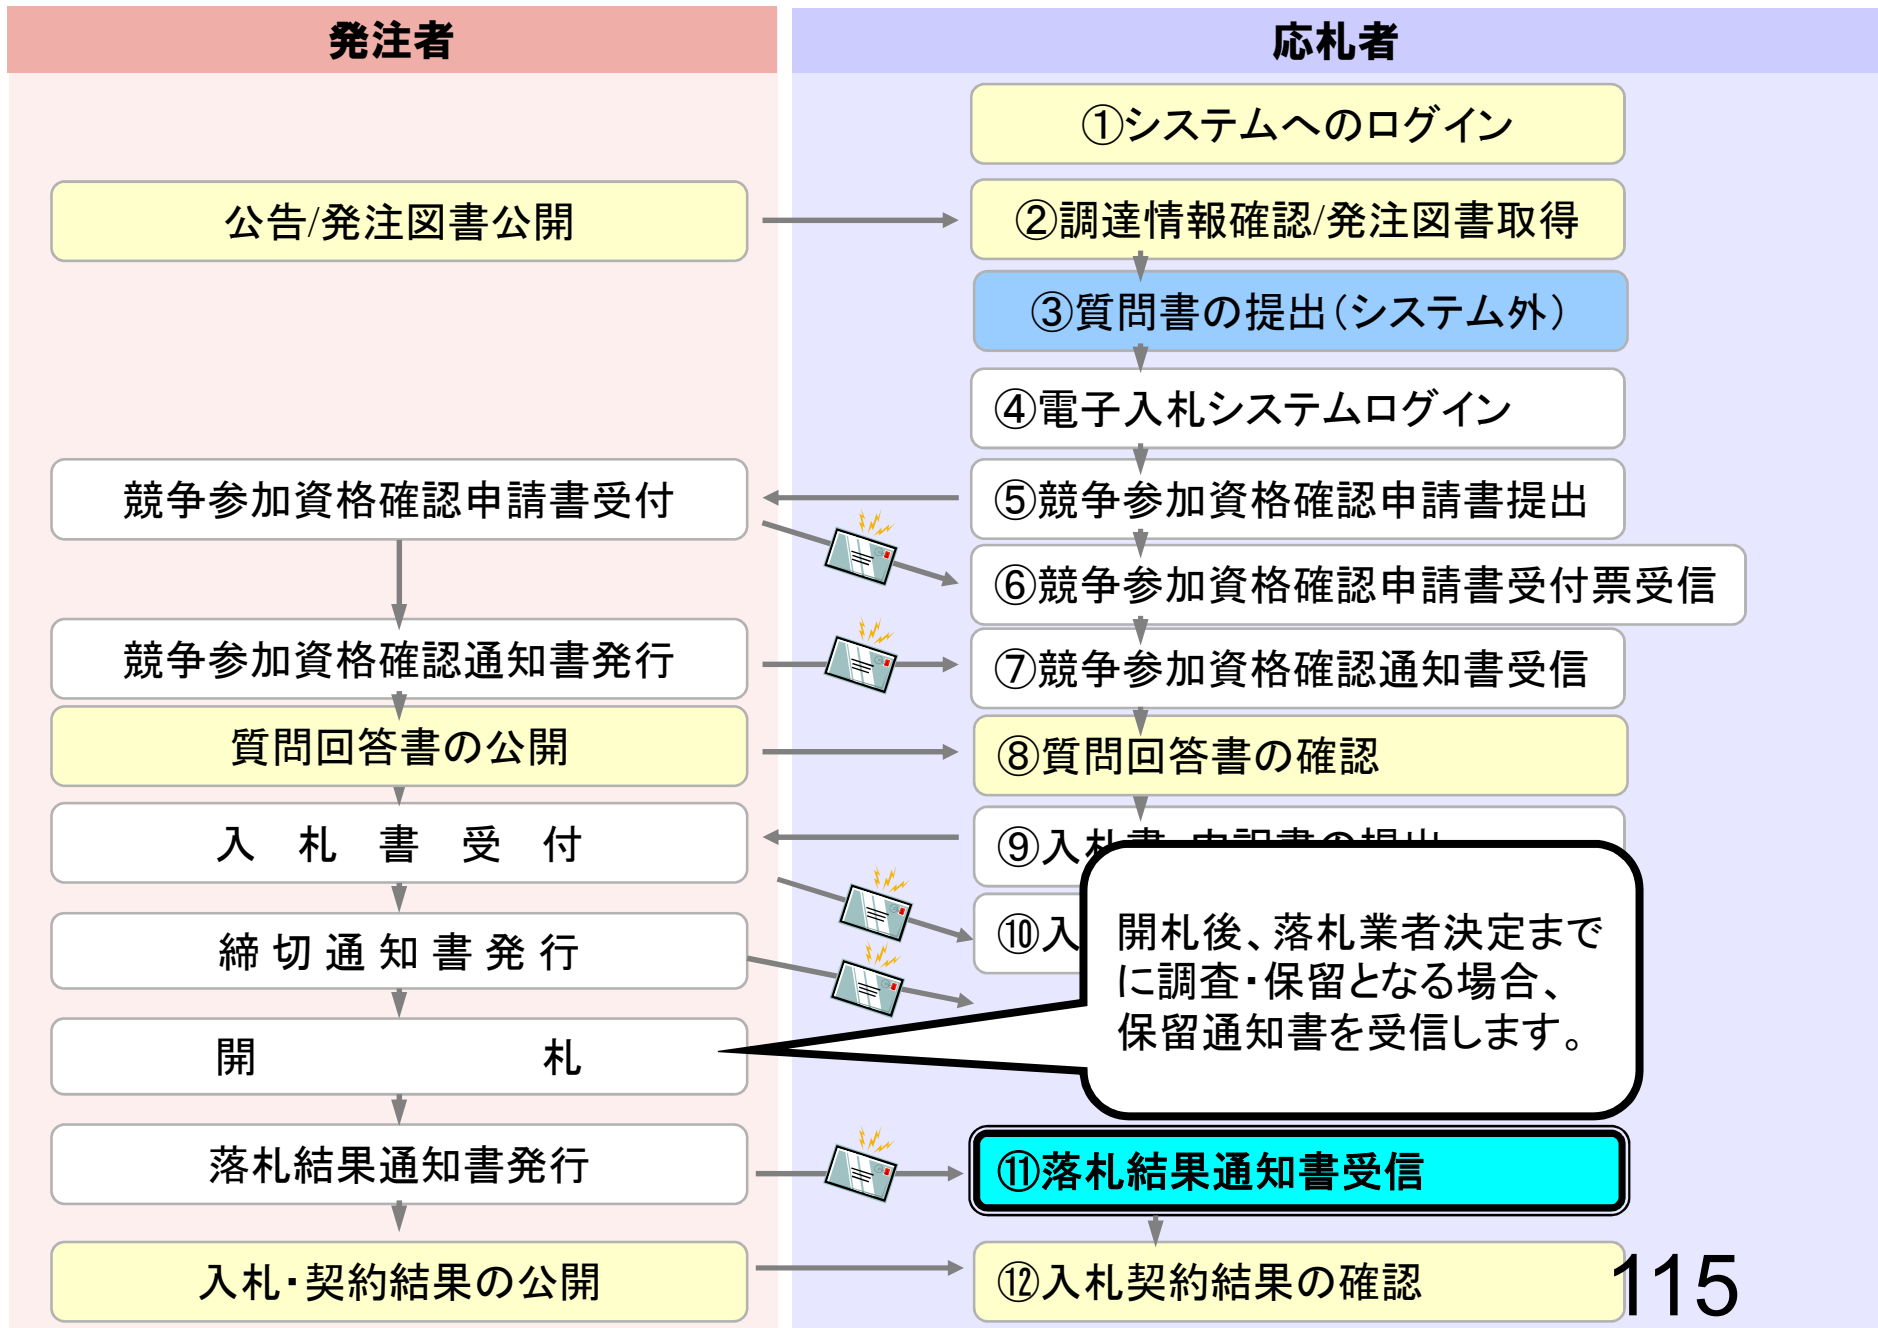 発注者
応札者
①システムへのログイン
公告/発注図書公開
②調達情報確認/発注図書取得
③質問書の提出（システム外）
④電子入札システムログイン
競争参加資格確認申請書受付
⑤競争参加資格確認申請書提出
⑥競争参加資格確認申請書受付票受信
競争参加資格確認通知書発行
⑦競争参加資格確認通知書受信
質問回答書の公開
⑧質問回答書の確認
入　札　書　受　付
⑨入札書
締切通知書発行
⑩入
開札後、落札業者決定まで
に調査・保留となる場合、
保留通知書を受信します。
開　　　　　　　札
落札結果通知書発行
⑪落札結果通知書受信
入札・契約結果の公開
⑫入札契約結果の確認
115